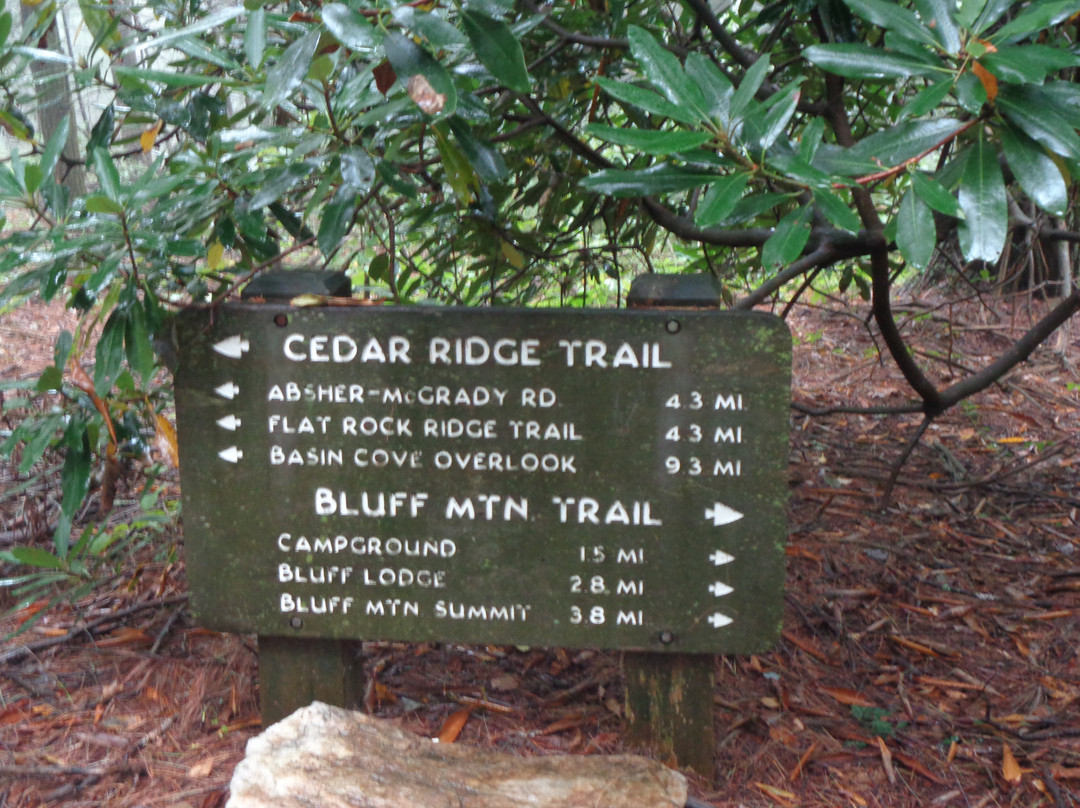 CEDAR RIDGE TRAIL
ABSHER-McGRADY RD. 4.3 MI.
FLAT ROCK RIDGE TRAIL 4.3 MI.
BASIN COVE OVERLOOK 9.3 MI
BLUFF MTN. TRAIL
CAMPGROUND 1.5 MI.
BLUFF LODGE 2.8 MI.
BLUFF MTN. SUMMIT 3.8 MI.